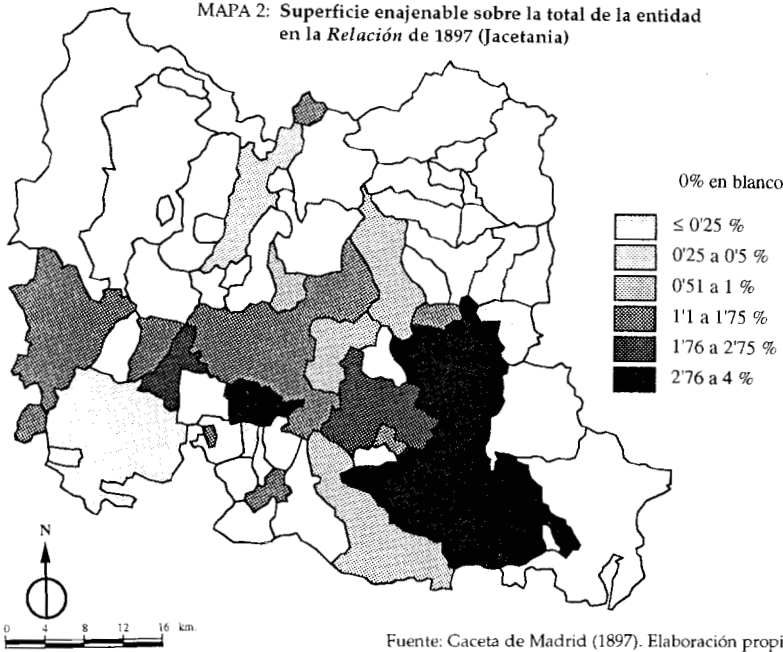 MAPA 2: Superficie enajenable sobre la total de la entidad
en la Relación de 1897 (Jacetania)
0% en blanco
≤ 0'25 %
0'25 a 0'5 %
0'51 a 1 %
1'1 a 1'75 %
1'76 a 2'75 %
2'76 a 4 %
N
0 4 8 12 16 km.
Fuente: Gaceta de Madrid (1897). Elaboración propi